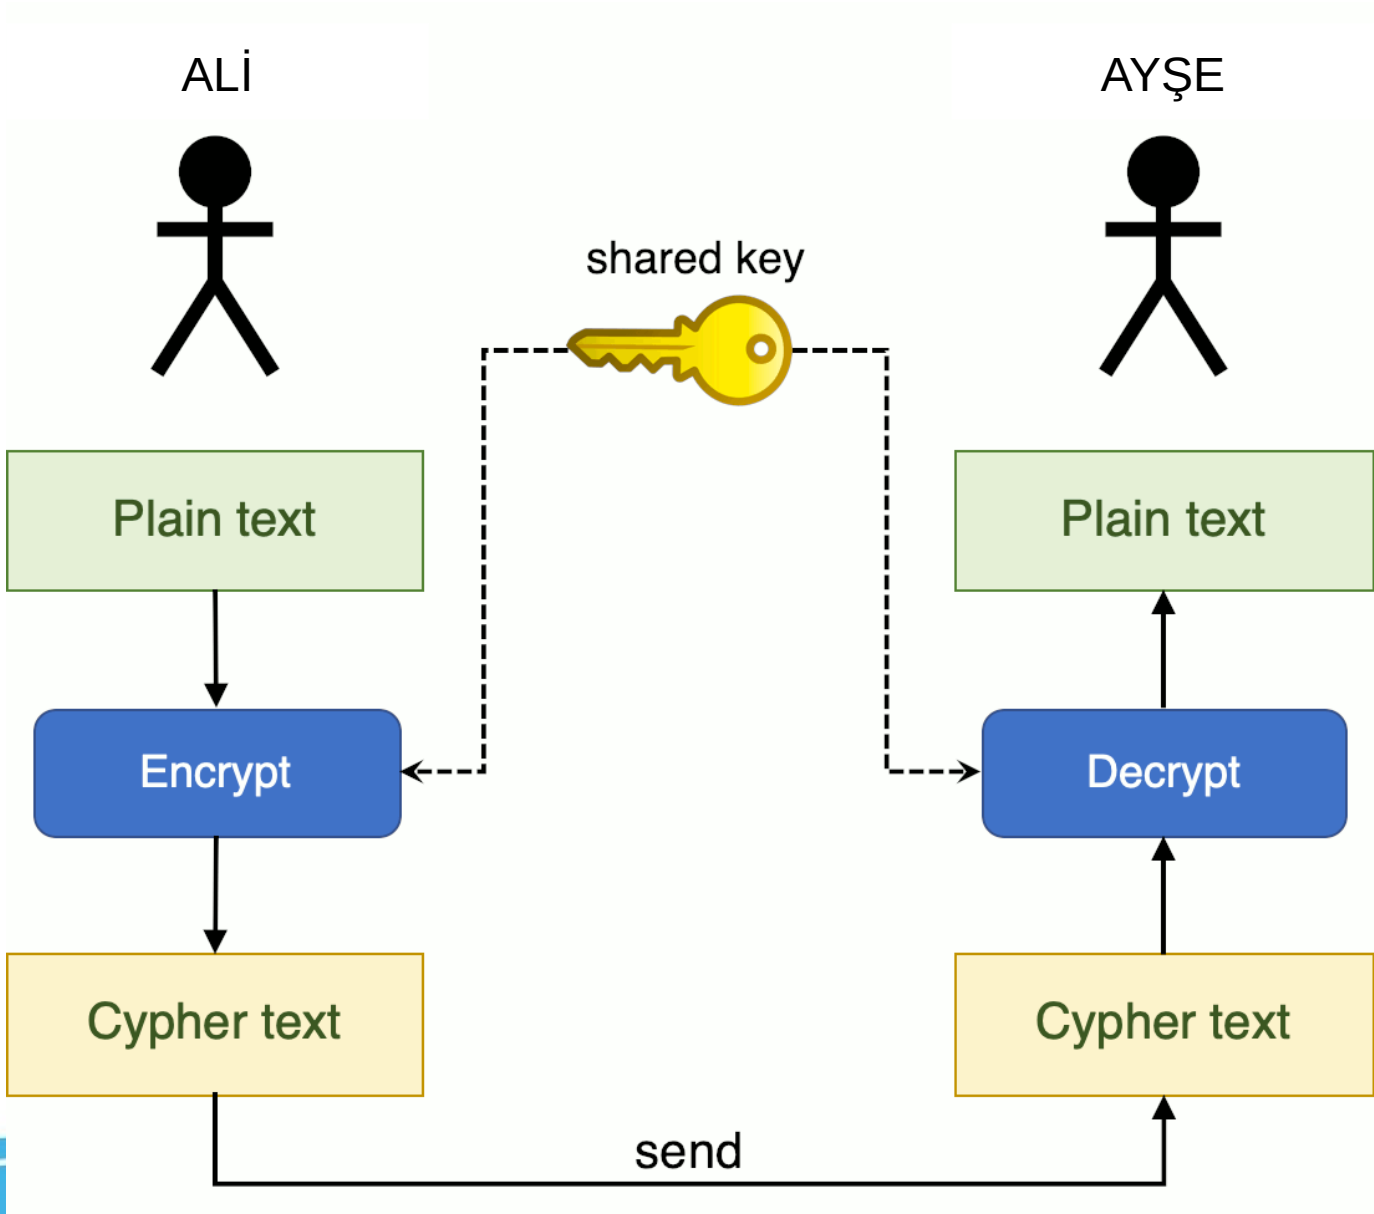 ALİ
AYŞE
shared key
Plain text
Plain text
Encrypt
Decrypt
Cypher text
Cypher text
send